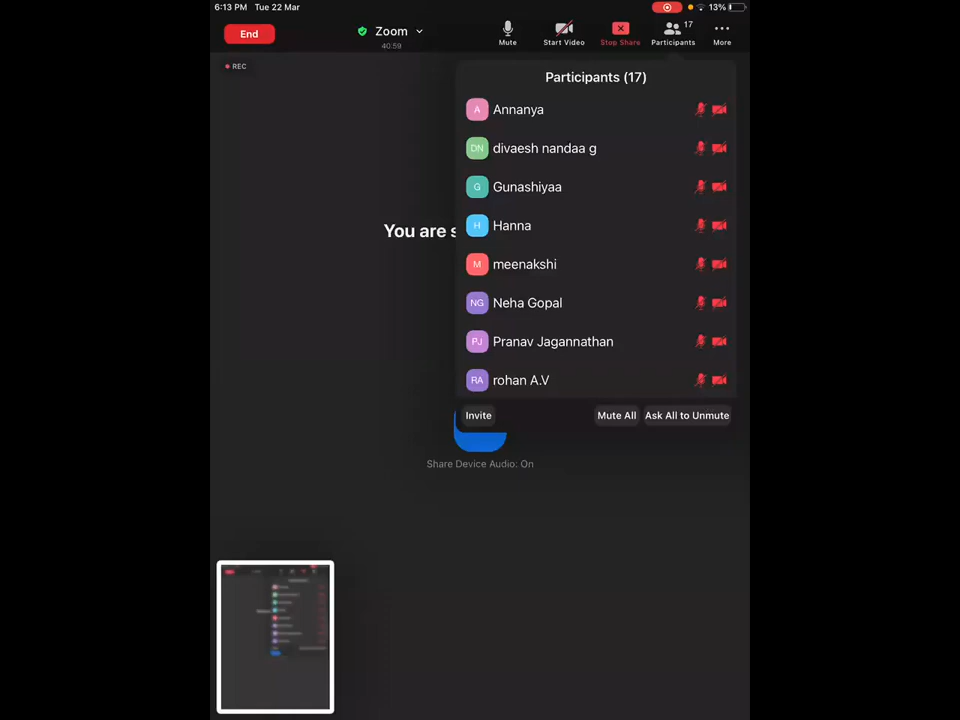 6:13 PM Tue 22 Mar 13%
End
Zoom
40:59
Mute
Start Video
Stop Share
Participants
17
More
REC
Participants (17)
A Annanya
DN divaesh nandaa g
G Gunashiyaa
H Hanna
You are s
M meenakshi
NG Neha Gopal
PJ Pranav Jagannathan
RA rohan A.V
Invite Mute All Ask All to Unmute
Share Device Audio: On